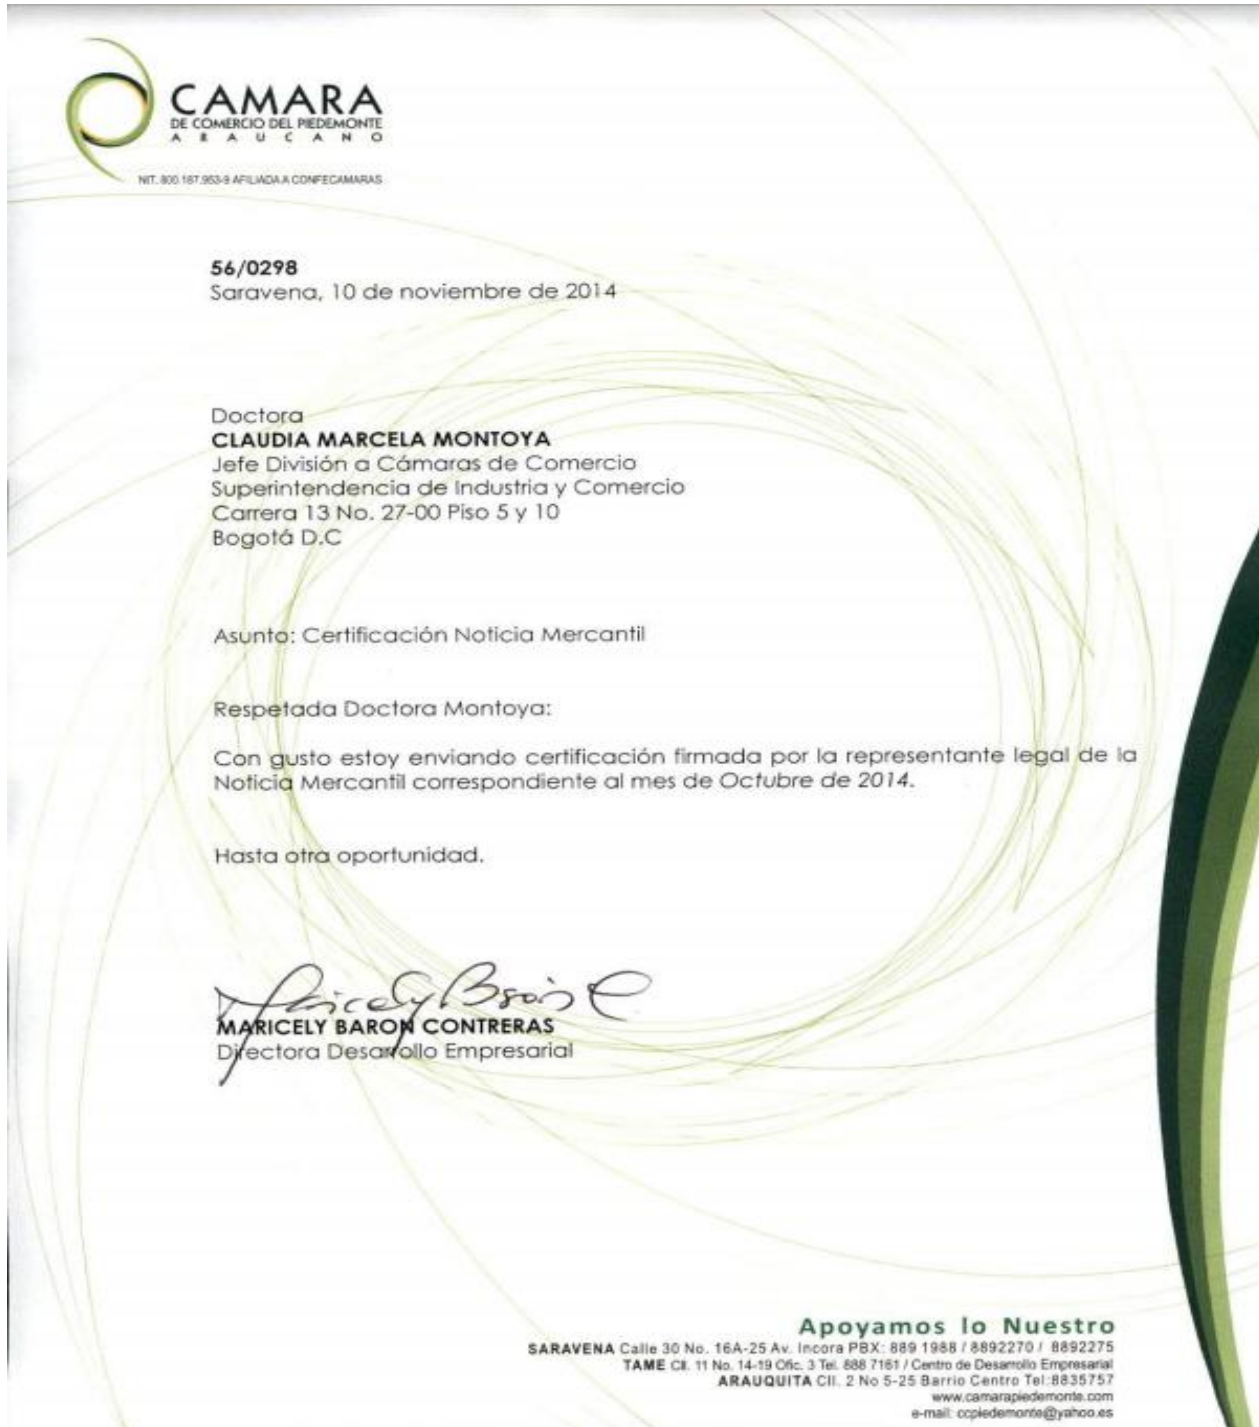 CAMARA
DE COMERCIO DEL PIEDEMONTE
ARAUCANO
NIT. 800.187.953-9 AFILIADA A CONFECAMARAS
56/0298
Saravena, 10 de noviembre de 2014
Doctora
CLAUDIA MARCELA MONTOYA
Jefe División a Cámaras de Comercio
Superintendencia de Industria y Comercio
Carrera 13 No. 27-00 Piso 5 y 10
Bogotá D.C
Asunto: Certificación Noticia Mercantil
Respetada Doctora Montoya:
Con gusto estoy enviando certificación firmada por la representante legal de la
Noticia Mercantil correspondiente al mes de Octubre de 2014.
Hasta otra oportunidad.
Maricely Barón C
MARICELY BARON CONTRERAS
Directora Desarrollo Empresarial
Apoyamos lo Nuestro
SARAVENA Calle 30 No. 16A-25 Av. Incora PBX: 889 1988 / 8892270 / 8892275
TAME Cll. 11 No. 14-19 Ofic. 3 Tel. 888 7161 / Centro de Desarrollo Empresarial
ARAUQUITA Cll. 2 No 5-25 Barrio Centro Tel:8835757
www.camarapiedemonte.com
e-mail: ccpiedemonte@yahoo.es